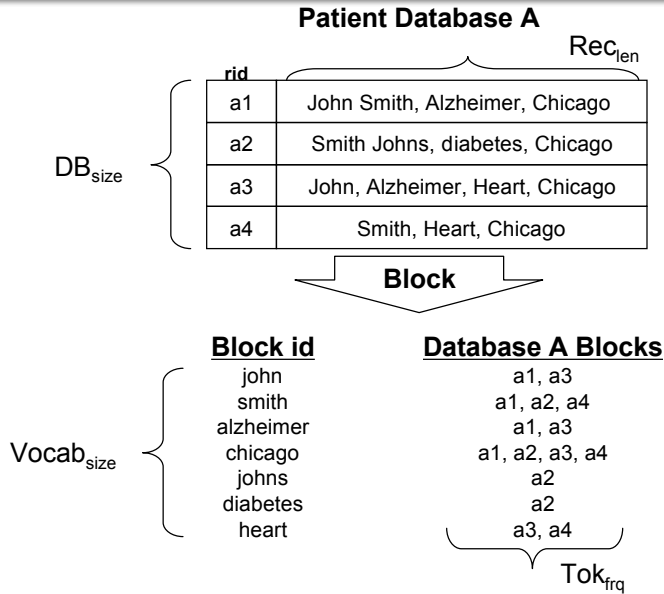 Patient Database A
Rec_len
rid
a1 John Smith, Alzheimer, Chicago
a2 Smith Johns, diabetes, Chicago
DB_size
a3 John, Alzheimer, Heart, Chicago
a4 Smith, Heart, Chicago
Block
Block id Database A Blocks
john a1, a3
smith a1, a2, a4
alzheimer a1, a3
Vocab_size
chicago a1, a2, a3, a4
johns a2
diabetes a2
heart a3, a4
Tok_frq